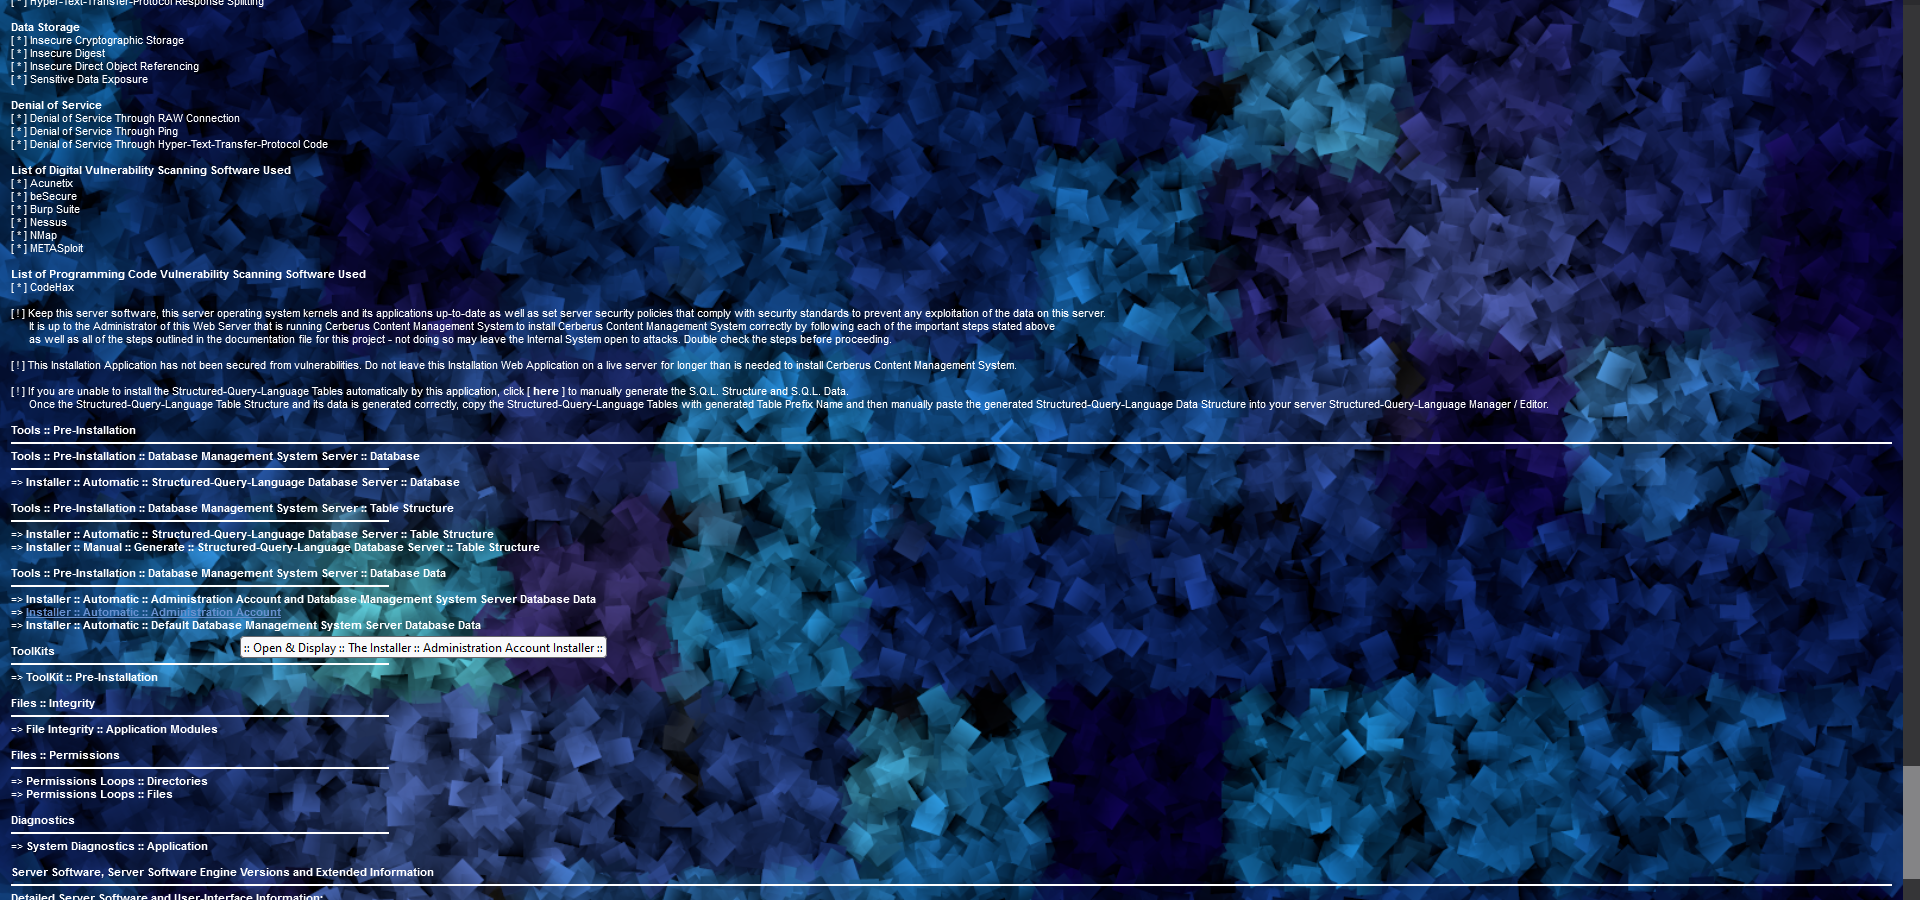 [ * ] Hyper-Text-Transfer-Protocol Response Splitting
Data Storage
[ * ] Insecure Cryptographic Storage
[ * ] Insecure Digest
[ * ] Insecure Direct Object Referencing
[ * ] Sensitive Data Exposure
Denial of Service
[ * ] Denial of Service Through RAW Connection
[ * ] Denial of Service Through Ping
[ * ] Denial of Service Through Hyper-Text-Transfer-Protocol Code
List of Digital Vulnerability Scanning Software Used
[ * ] Acunetix
[ * ] beSecure
[ * ] Burp Suite
[ * ] Nessus
[ * ] NMap
[ * ] METASploit
List of Programming Code Vulnerability Scanning Software Used
[ * ] CodeHax
[ ! ] Keep this server software, this server operating system kernels and its applications up-to-date as well as set server security policies that comply with security standards to prevent any exploitation of the data on this server.
It is up to the Administrator of this Web Server that is running Cerberus Content Management System to install Cerberus Content Management System correctly by following each of the important steps stated above
as well as all of the steps outlined in the documentation file for this project - not doing so may leave the Internal System open to attacks. Double check the steps before proceeding.
[ ! ] This Installation Application has not been secured from vulnerabilities. Do not leave this Installation Web Application on a live server for longer than is needed to install Cerberus Content Management System.
[ ! ] If you are unable to install the Structured-Query-Language Tables automatically by this application, click [ here ] to manually generate the S.Q.L. Structure and S.Q.L. Data.
Once the Structured-Query-Language Table Structure and its data is generated correctly, copy the Structured-Query-Language Tables with generated Table Prefix Name and then manually paste the generated Structured-Query-Language Data Structure into your server Structured-Query-Language Manager / Editor.
Tools :: Pre-Installation
Tools :: Pre-Installation :: Database Management System Server :: Database
=> Installer :: Automatic :: Structured-Query-Language Database Server :: Database
Tools :: Pre-Installation :: Database Management System Server :: Table Structure
=> Installer :: Automatic :: Structured-Query-Language Database Server :: Table Structure
=> Installer :: Manual :: Generate :: Structured-Query-Language Database Server :: Table Structure
Tools :: Pre-Installation :: Database Management System Server :: Database Data
=> Installer :: Automatic :: Administration Account and Database Management System Server Database Data
=> Installer :: Automatic :: Administration Account
=> Installer :: Automatic :: Default Database Management System Server Database Data
:: Open & Display :: The Installer :: Administration Account Installer ::
ToolKits
=> ToolKit :: Pre-Installation
Files :: Integrity
=> File Integrity :: Application Modules
Files :: Permissions
=> Permissions Loops :: Directories
=> Permissions Loops :: Files
Diagnostics
=> System Diagnostics :: Application
Server Software, Server Software Engine Versions and Extended Information
Detailed Server Software and User-Interface Information: